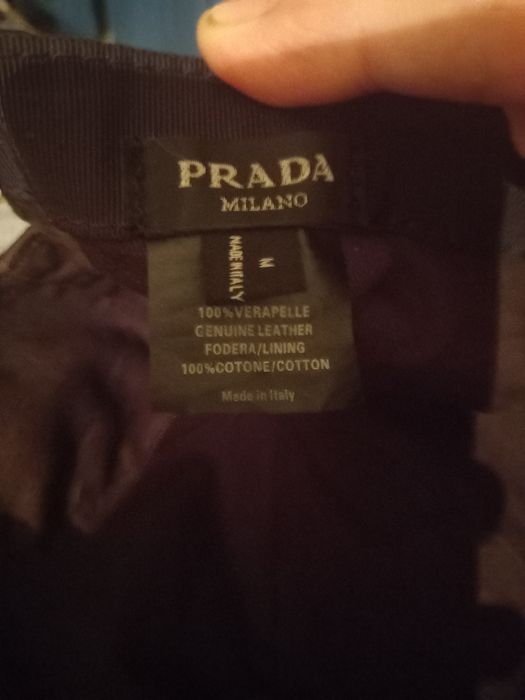 PRADA
MILANO
MADE IN ITALY
M
100% VERAPELLE
GENUINE LEATHER
FODERA/LINING
100%COTONE/COTTON
Made in Italy